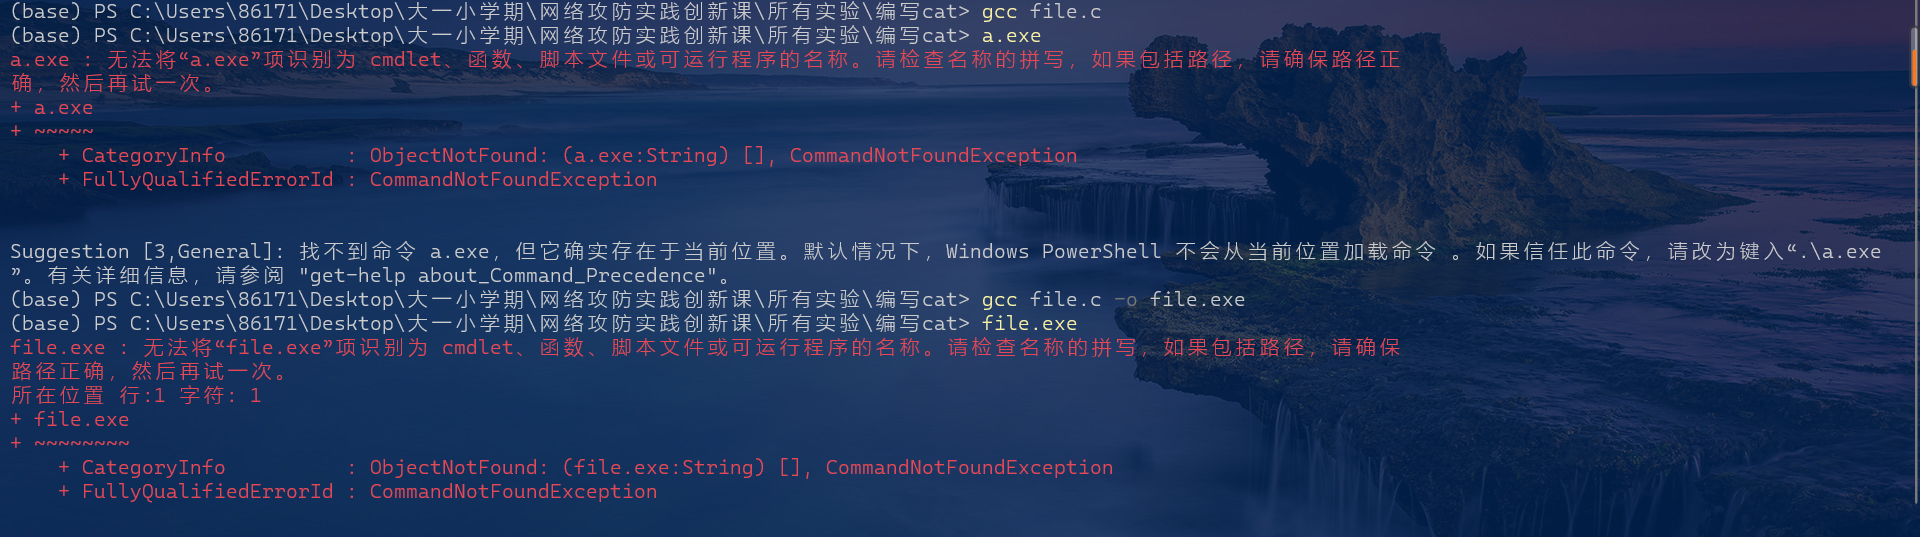 (base) PS C:\Users\86171\Desktop\大一小学期\网络攻防实践创新课\所有实验\编写cat> gcc file.c
(base) PS C:\Users\86171\Desktop\大一小学期\网络攻防实践创新课\所有实验\编写cat> a.exe
a.exe : 无法将“a.exe”项识别为 cmdlet、函数、脚本文件或可运行程序的名称。请检查名称的拼写，如果包括路径，请确保路径正
确，然后再试一次。
+ a.exe
+ ~~~~~
    + CategoryInfo          : ObjectNotFound: (a.exe:String) [], CommandNotFoundException
    + FullyQualifiedErrorId : CommandNotFoundException
Suggestion [3,General]: 找不到命令 a.exe，但它确实存在于当前位置。默认情况下，Windows PowerShell 不会从当前位置加载命令 。如果信任此命令，请改为键入“.\a.exe
”。有关详细信息，请参阅 "get-help about_Command_Precedence"。
(base) PS C:\Users\86171\Desktop\大一小学期\网络攻防实践创新课\所有实验\编写cat> gcc file.c -o file.exe
(base) PS C:\Users\86171\Desktop\大一小学期\网络攻防实践创新课\所有实验\编写cat> file.exe
file.exe : 无法将“file.exe”项识别为 cmdlet、函数、脚本文件或可运行程序的名称。请检查名称的拼写，如果包括路径，请确保
路径正确，然后再试一次。
所在位置 行:1 字符: 1
+ file.exe
+ ~~~~~~~~
    + CategoryInfo          : ObjectNotFound: (file.exe:String) [], CommandNotFoundException
    + FullyQualifiedErrorId : CommandNotFoundException